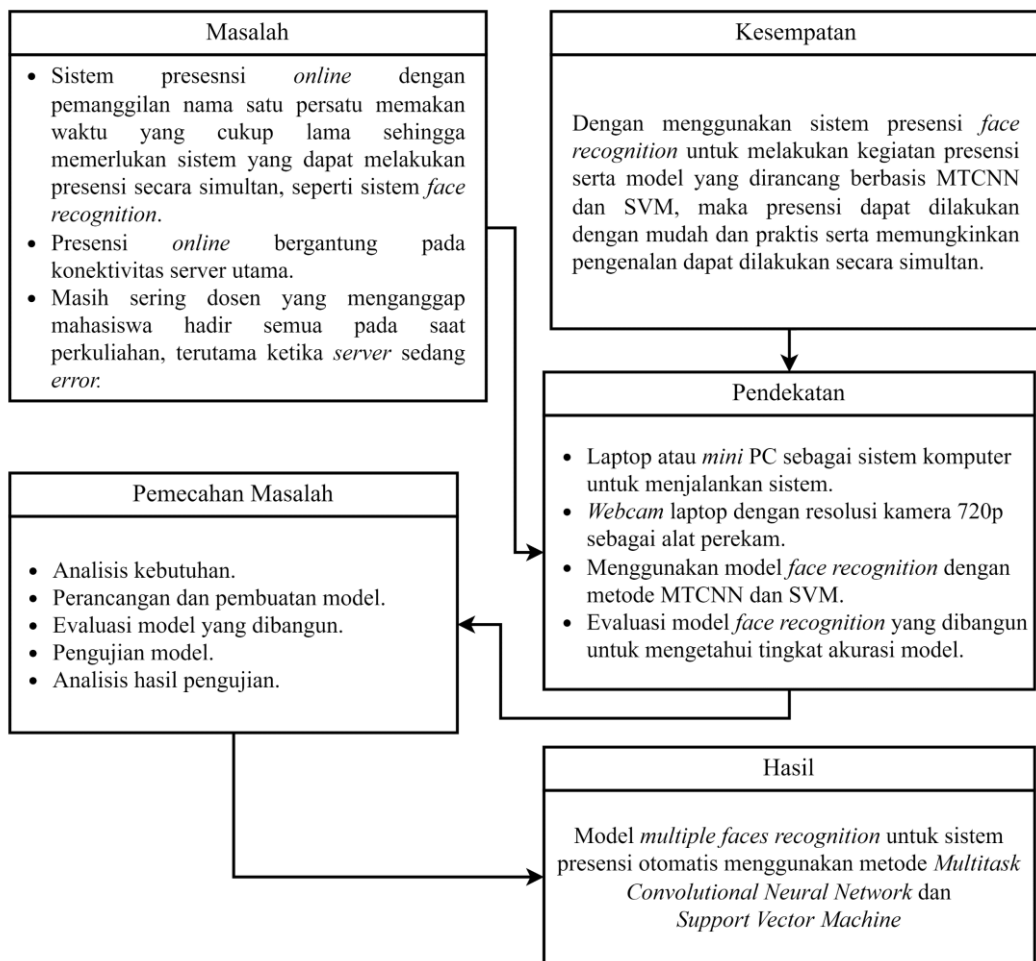 Masalah
• Sistem presesnsi online dengan
pemanggilan nama satu persatu memakan
waktu yang cukup lama sehingga
memerlukan sistem yang dapat melakukan
presensi secara simultan, seperti sistem face
recognition.
• Presensi online bergantung pada
konektivitas server utama.
• Masih sering dosen yang menganggap
mahasiswa hadir semua pada saat
perkuliahan, terutama ketika server sedang
error.
Kesempatan
Dengan menggunakan sistem presensi face
recognition untuk melakukan kegiatan presensi
serta model yang dirancang berbasis MTCNN
dan SVM, maka presensi dapat dilakukan
dengan mudah dan praktis serta memungkinkan
pengenalan dapat dilakukan secara simultan.
Pendekatan
• Laptop atau mini PC sebagai sistem komputer
untuk menjalankan sistem.
• Webcam laptop dengan resolusi kamera 720p
sebagai alat perekam.
• Menggunakan model face recognition dengan
metode MTCNN dan SVM.
• Evaluasi model face recognition yang dibangun
untuk mengetahui tingkat akurasi model.
Pemecahan Masalah
• Analisis kebutuhan.
• Perancangan dan pembuatan model.
• Evaluasi model yang dibangun.
• Pengujian model.
• Analisis hasil pengujian.
Hasil
Model multiple faces recognition untuk sistem
presensi otomatis menggunakan metode Multitask
Convolutional Neural Network dan
Support Vector Machine